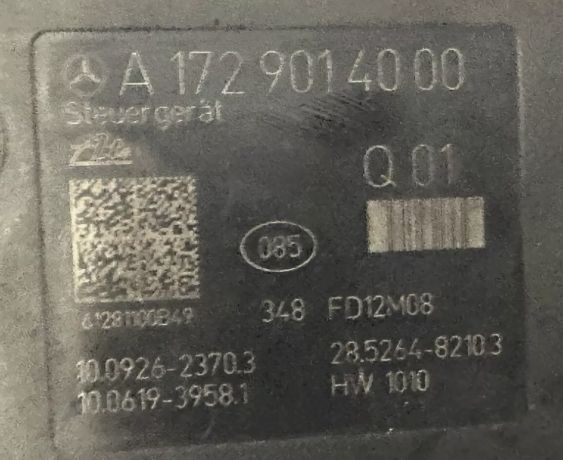 A 172 901 40 00
Steuergerät
Q 01
085
61281100B49
348 FD12M08
10.0926-2370.3
28.5264-8210.3
10.0619-3958.1
HW 1010